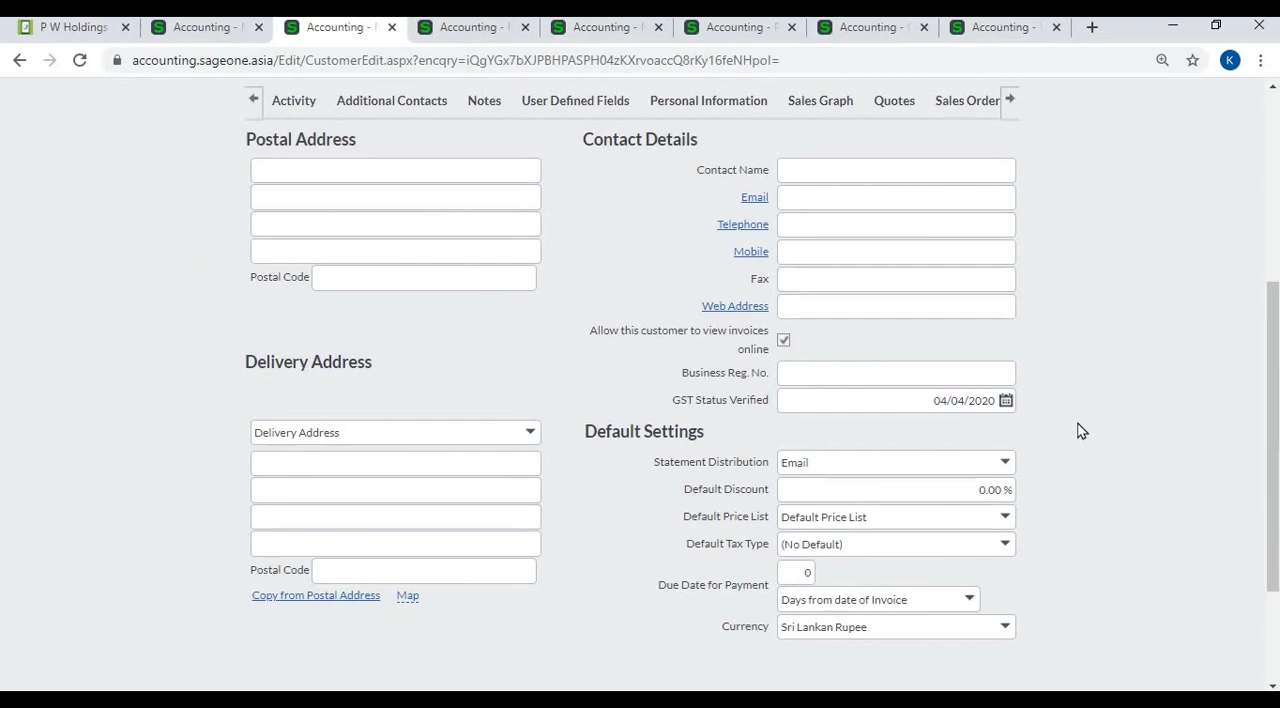 P W Holdings
Accounting -
Accounting -
Accounting -
Accounting -
Accounting -
Accounting -
Accounting -
accounting.sageone.asia/Edit/CustomerEdit.aspx?encqry=iQgYGx7bXJPBHPASPH04zKXrvoaccQ8rKy16feNHpoI=
K
Activity Additional Contacts Notes User Defined Fields Personal Information Sales Graph Quotes Sales Order
Postal Address
Postal Code
Delivery Address
Delivery Address
Postal Code
Copy from Postal Address Map
Contact Details
Contact Name
Email
Telephone
Mobile
Fax
Web Address
Allow this customer to view invoices
online
Business Reg. No.
GST Status Verified 04/04/2020
Default Settings
Statement Distribution Email
Default Discount 0.00 %
Default Price List Default Price List
Default Tax Type (No Default)
Due Date for Payment 0
Days from date of Invoice
Currency Sri Lankan Rupee